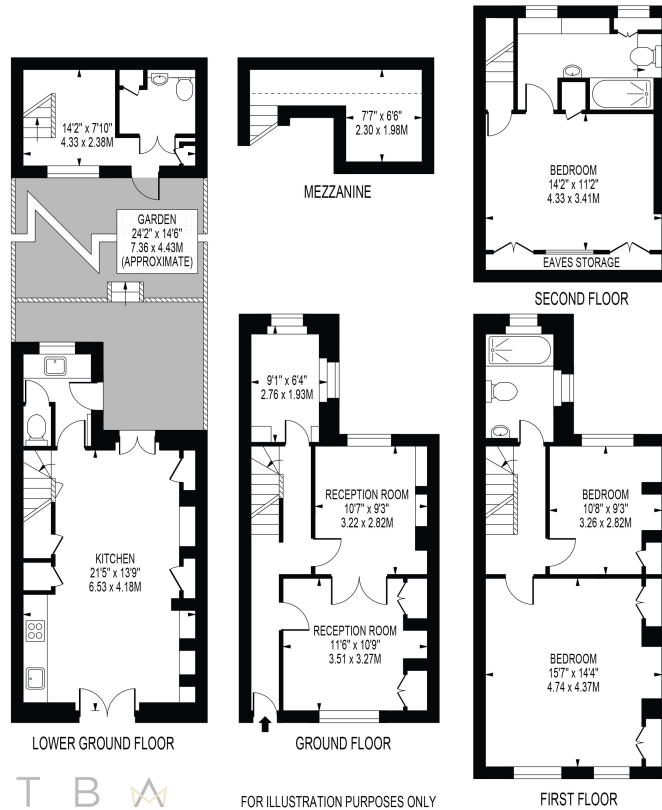 14'2" x 7'10"
4.33 x 2.38M
7'7" x 6'6"
2.30 x 1.98M
MEZZANINE
GARDEN
24'2" x 14'6"
7.36 x 4.43M
(APPROXIMATE)
BEDROOM
14'2" x 11'2"
4.33 x 3.41M
EAVES STORAGE
SECOND FLOOR
9'1" x 6'4"
2.76 x 1.93M
RECEPTION ROOM
10'7" x 9'3"
3.22 x 2.82M
BEDROOM
10'8" x 9'3"
3.26 x 2.82M
KITCHEN
21'5" x 13'9"
6.53 x 4.18M
RECEPTION ROOM
11'6" x 10'9"
3.51 x 3.27M
BEDROOM
15'7" x 14'4"
4.74 x 4.37M
LOWER GROUND FLOOR
GROUND FLOOR
FIRST FLOOR
T B A
FOR ILLUSTRATION PURPOSES ONLY